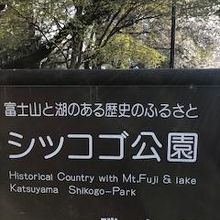 富士山と湖のある歴史のふるさと
シツコゴ公園
Historical Country with Mt.Fuji & lake
Katsuyama Shikogo-Park